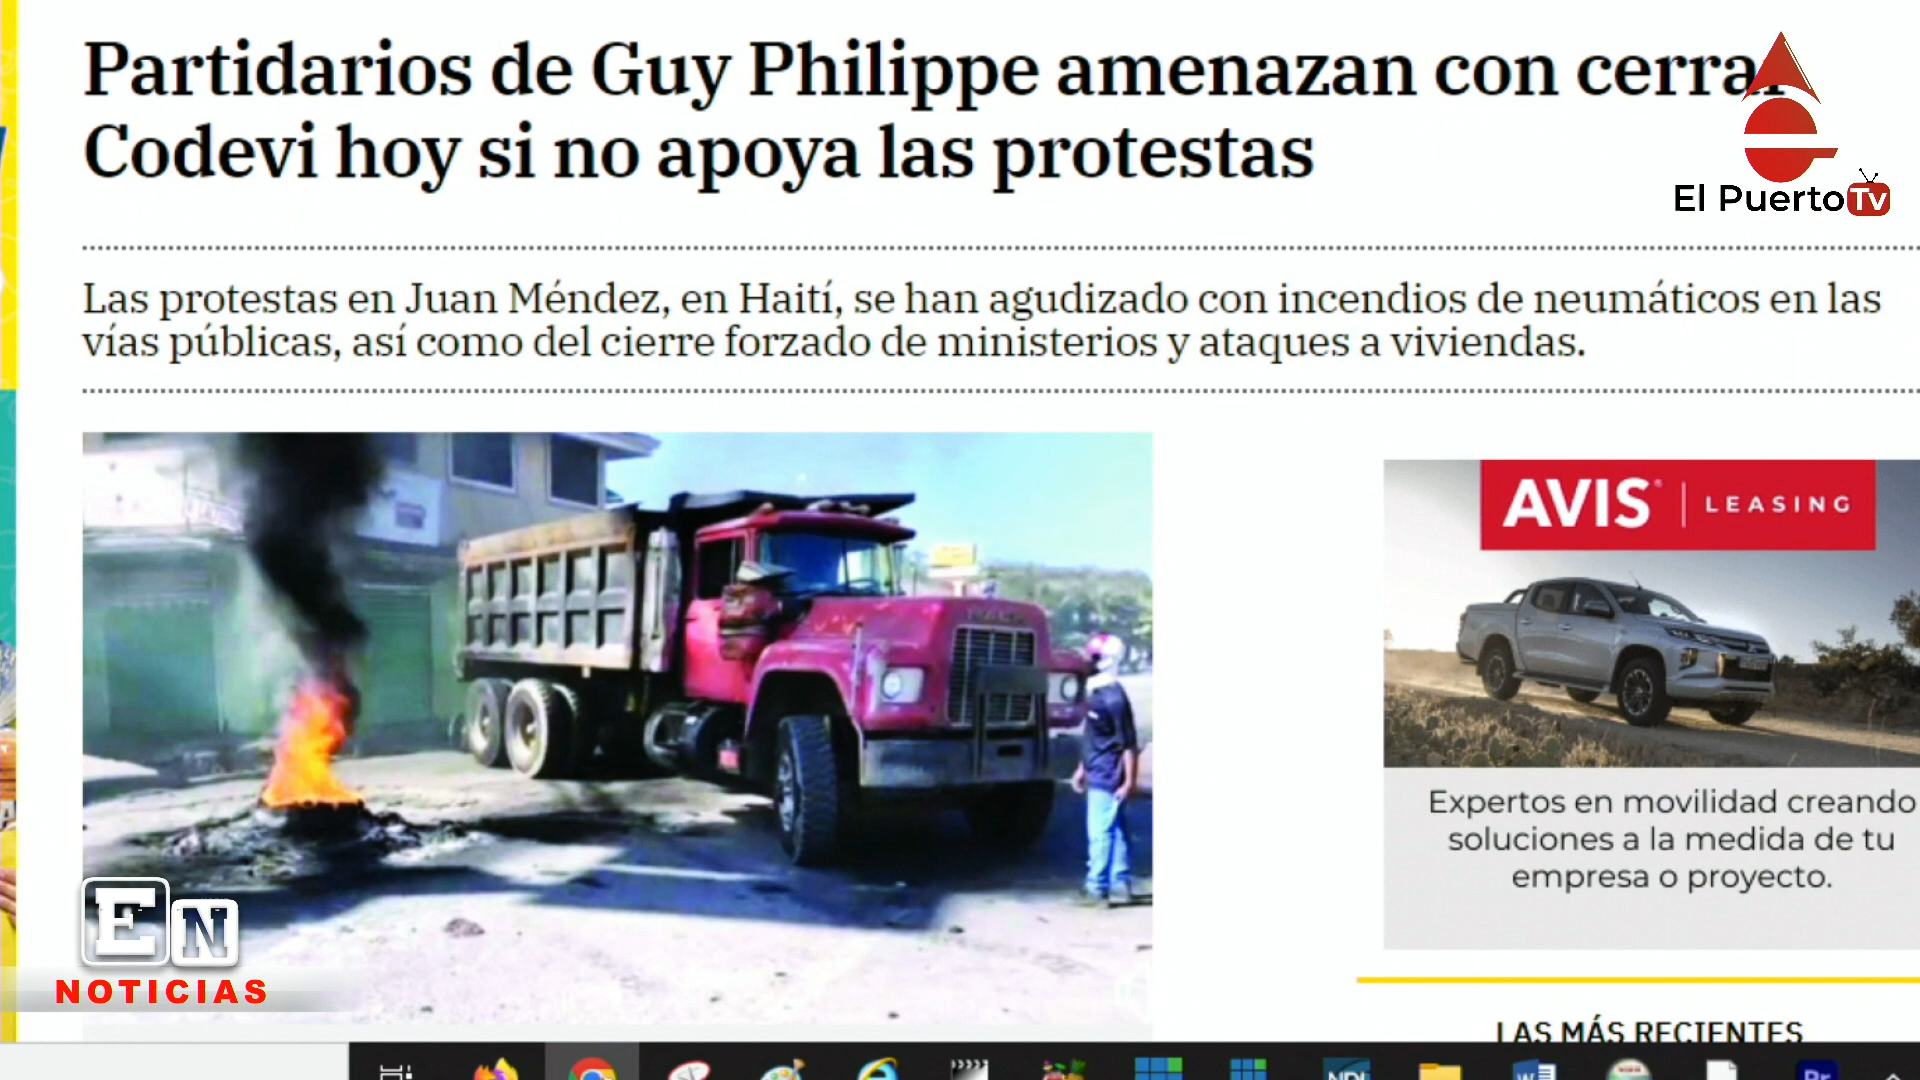 Partidarios de Guy Philippe amenazan con cerrar
Codevi hoy si no apoya las protestas
El Puerto Tv
Las protestas en Juan Méndez, en Haití, se han agudizado con incendios de neumáticos en las
vías públicas, así como del cierre forzado de ministerios y ataques a viviendas.
AVIS LEASING
Expertos en movilidad creando
soluciones a la medida de tu
empresa o proyecto.
EN
NOTICIAS
LAS MÁS RECIENTES